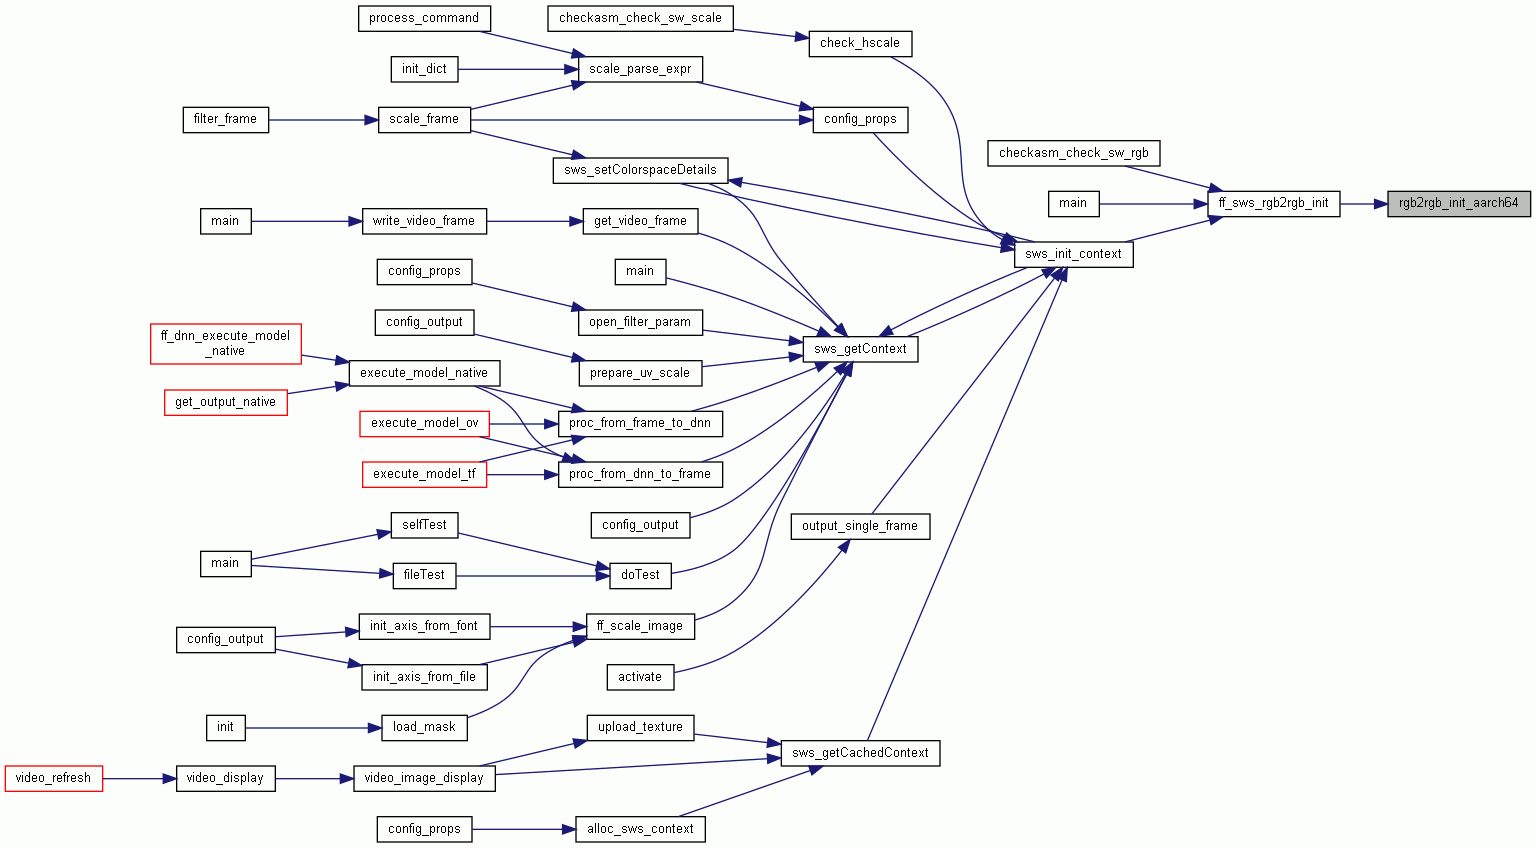 process_command
checkasm_check_sw_scale
check_hscale
init_dict
scale_parse_expr
filter_frame
scale_frame
config_props
checkasm_check_sw_rgb
sws_setColorspaceDetails
main
ff_sws_rgb2rgb_init
rgb2rgb_init_aarch64
main
write_video_frame
get_video_frame
sws_init_context
config_props
main
open_filter_param
config_output
ff_dnn_execute_model
_native
sws_getContext
execute_model_native
prepare_uv_scale
get_output_native
execute_model_ov
proc_from_frame_to_dnn
execute_model_tf
proc_from_dnn_to_frame
selfTest
config_output
output_single_frame
main
fileTest
doTest
config_output
init_axis_from_font
ff_scale_image
init_axis_from_file
activate
init
load_mask
upload_texture
sws_getCachedContext
video_refresh
video_display
video_image_display
config_props
alloc_sws_context